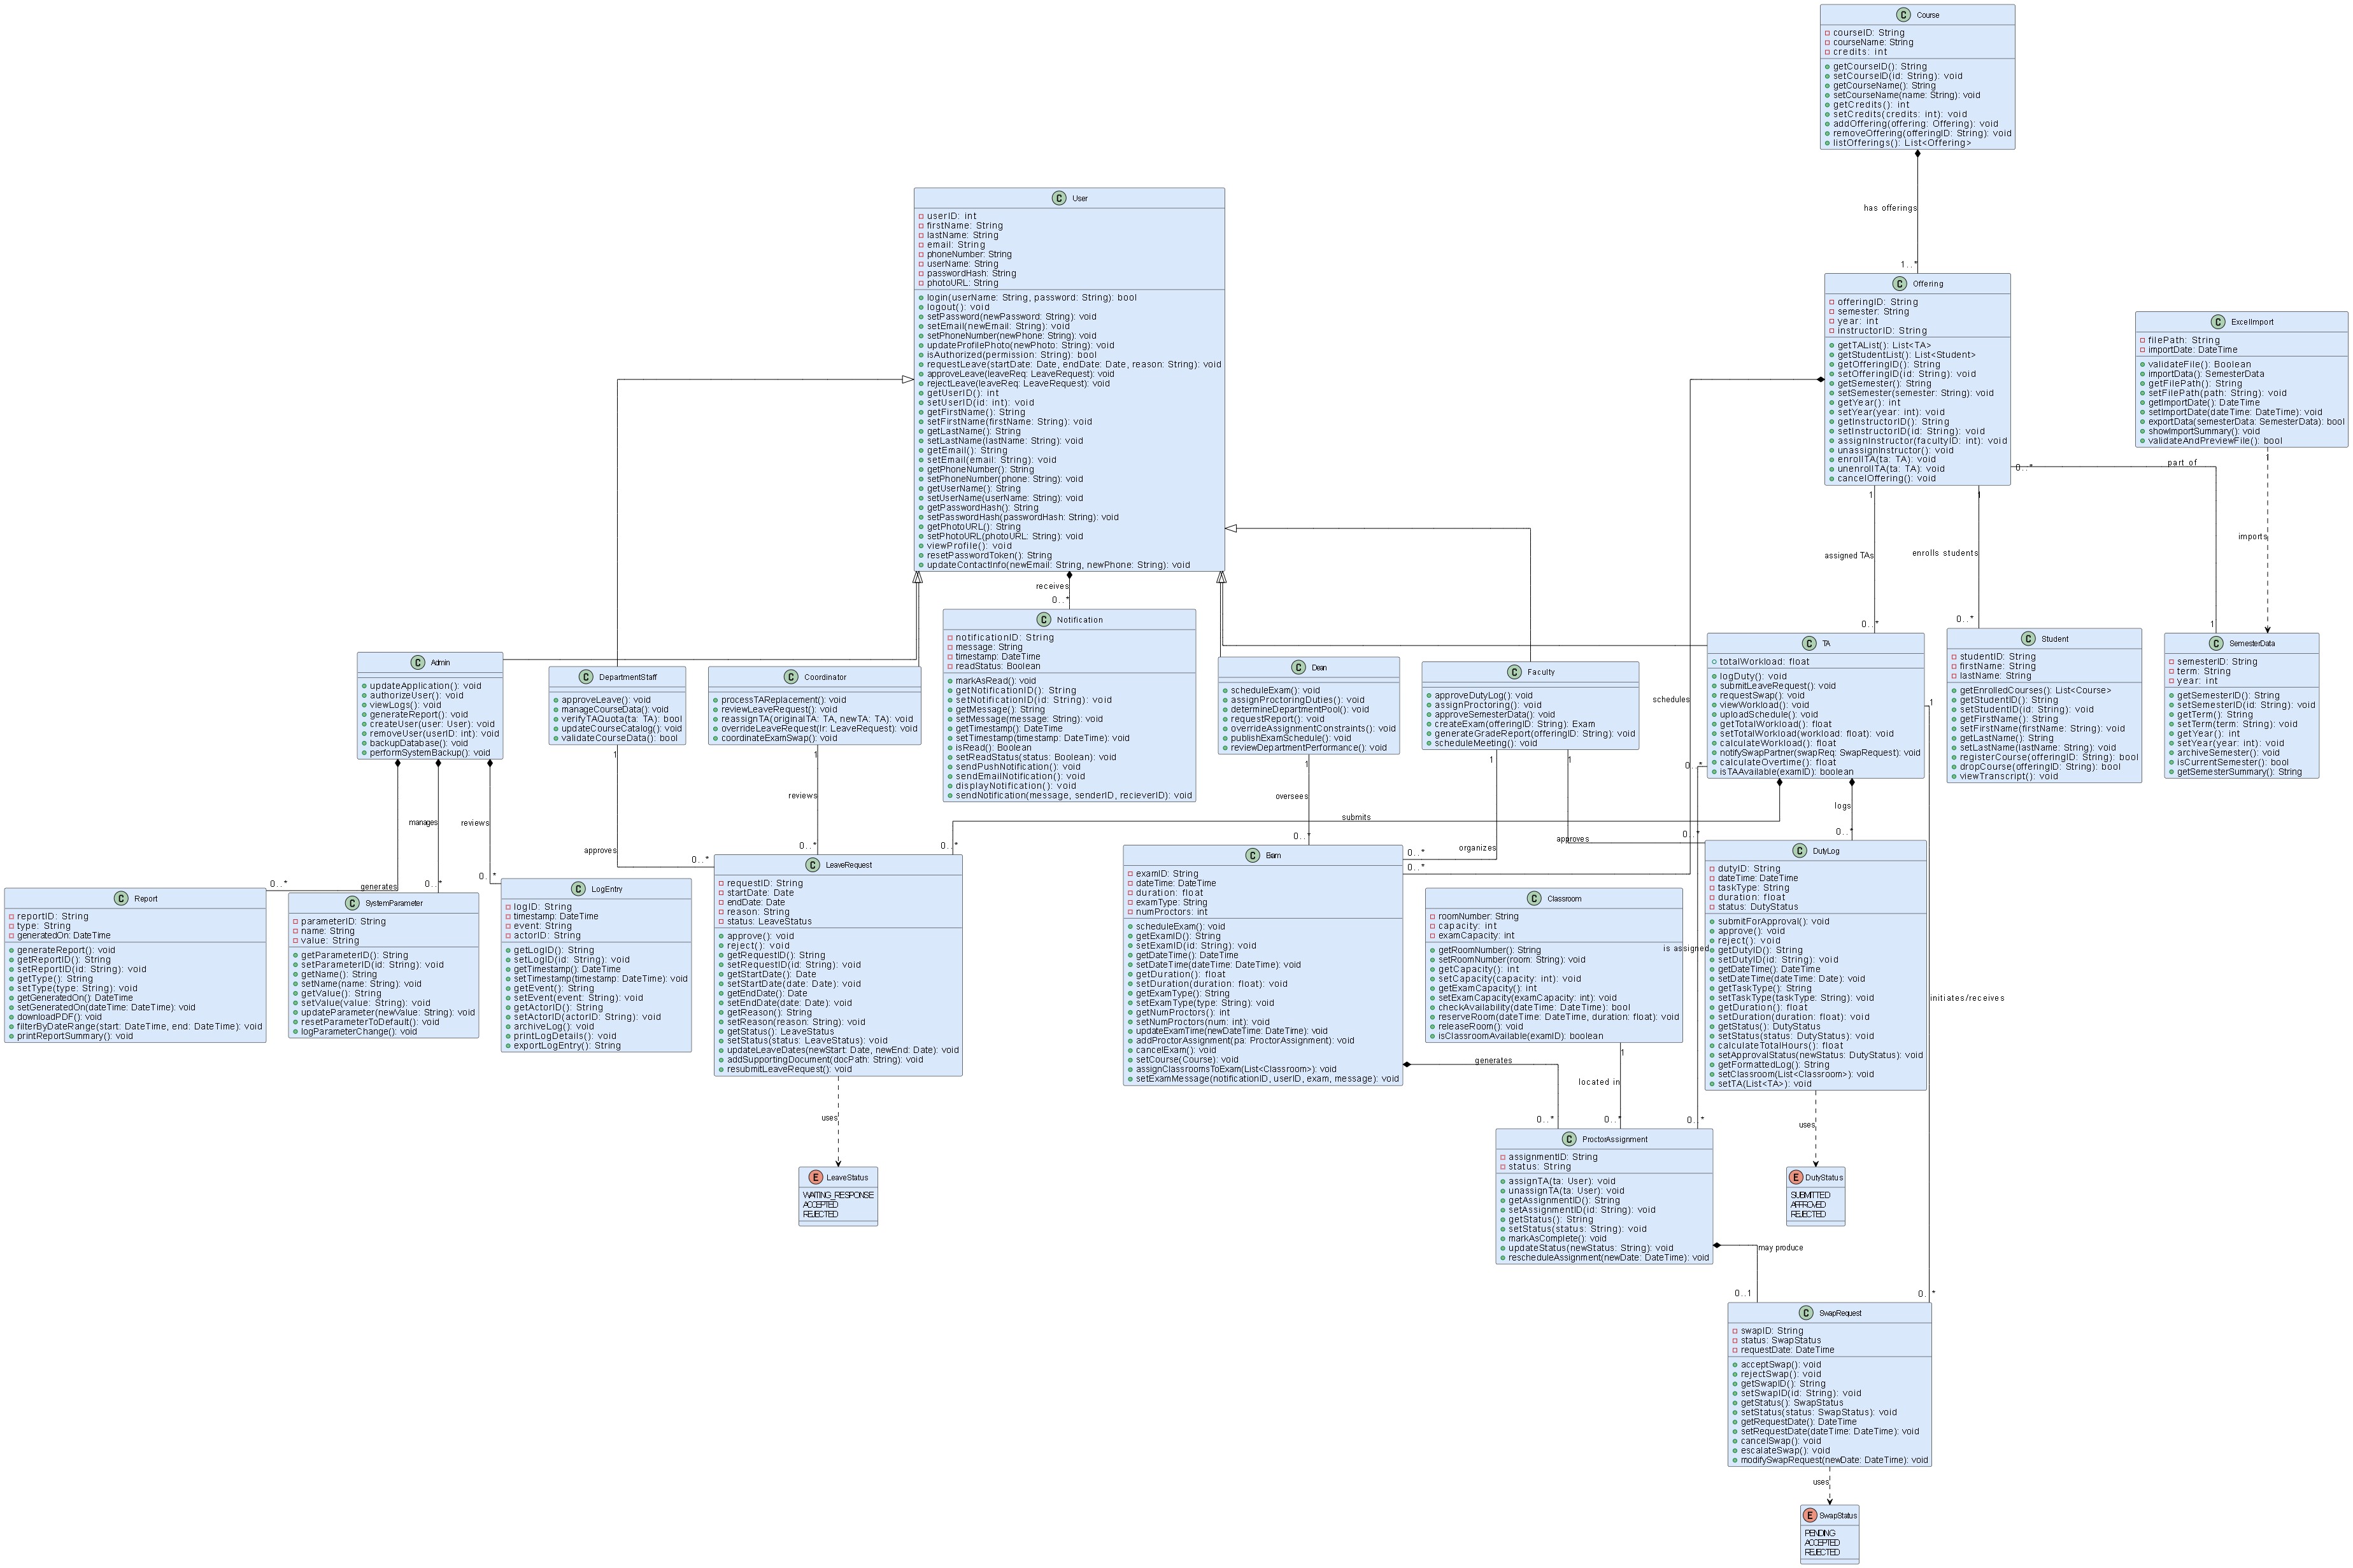 Course
courseID: String
courseName: String
credits: int
getCourseID(): String
setCourseID(id: String): void
getCourseName(): String
setCourseName(name: String): void
getCredits(): int
setCredits(credits: int): void
addOffering(offering: Offering): void
removeOffering(offeringID: String): void
listOfferings(): List<Offering>
has offerings
1..*
User
userID: int
firstName: String
lastName: String
email: String
phoneNumber: String
userName: String
passwordHash: String
photoURL: String
login(userName: String, password: String): bool
logout(): void
setPassword(newPassword: String): void
setEmail(newEmail: String): void
setPhoneNumber(newPhone: String): void
updateProfilePhoto(newPhoto: String): void
isAuthorized(permission: String): bool
requestLeave(startDate: Date, endDate: Date, reason: String): void
approveLeave(leaveReq: LeaveRequest): void
rejectLeave(leaveReq: LeaveRequest): void
getUserID(): int
setUserID(id: int): void
getFirstName(): String
setFirstName(firstName: String): void
getLastName(): String
setLastName(lastName: String): void
getEmail(): String
setEmail(email: String): void
getPhoneNumber(): String
setPhoneNumber(phone: String): void
getUserName(): String
setUserName(userName: String): void
getPasswordHash(): String
setPasswordHash(passwordHash: String): void
getPhotoURL(): String
setPhotoURL(photoURL: String): void
viewProfile(): void
resetPasswordToken(): String
updateContactInfo(newEmail: String, newPhone: String): void
Offering
offeringID: String
semester: String
year: int
instructorID: String
getTAList(): List<TA>
getStudentList(): List<Student>
getOfferingID(): String
setOfferingID(id: String): void
getSemester(): String
setSemester(semester: String): void
getYear(): int
setYear(year: int): void
getInstructorID(): String
setInstructorID(id: String): void
assignInstructor(facultyID: int): void
unassignInstructor(): void
enrollTA(ta: TA): void
unenrollTA(ta: TA): void
cancelOffering(): void
ExcelImport
filePath: String
importDate: DateTime
validateFile(): Boolean
importData(): SemesterData
getFilePath(): String
setFilePath(path: String): void
getImportDate(): DateTime
setImportDate(dateTime: DateTime): void
exportData(semesterData: SemesterData): bool
showImportSummary(): void
validateAndPreviewFile(): bool
1
imports
0..*
part of
1
1
assigned TAs
0..*
1
enrolls students
0..*
receives
0..*
Notification
notificationID: String
message: String
timestamp: DateTime
readStatus: Boolean
markAsRead(): void
getNotificationID(): String
setNotificationID(id: String): void
getMessage(): String
setMessage(message: String): void
getTimestamp(): DateTime
setTimestamp(timestamp: DateTime): void
isRead(): Boolean
setReadStatus(status: Boolean): void
sendPushNotification(): void
sendEmailNotification(): void
displayNotification(): void
sendNotification(message, senderID, recieverID): void
Admin
updateApplication(): void
authorizeUser(): void
viewLogs(): void
generateReport(): void
createUser(user: User): void
removeUser(userID: int): void
backupDatabase(): void
performSystemBackup(): void
DepartmentStaff
approveLeave(): void
manageCourseData(): void
verifyTAQuota(ta: TA): bool
updateCourseCatalog(): void
validateCourseData(): bool
Coordinator
processTAReplacement(): void
reviewLeaveRequest(): void
reassignTA(originalTA: TA, newTA: TA): void
overrideLeaveRequest(lr: LeaveRequest): void
coordinateExamSwap(): void
Dean
scheduleExam(): void
assignProctoringDuties(): void
determineDepartmentPool(): void
requestReport(): void
overrideAssignmentConstraints(): void
publishExamSchedule(): void
reviewDepartmentPerformance(): void
Faculty
approveDutyLog(): void
assignProctoring(): void
approveSemesterData(): void
createExam(offeringID: String): Exam
generateGradeReport(offeringID: String): void
scheduleMeeting(): void
schedules
TA
totalWorkload: float
logDuty(): void
submitLeaveRequest(): void
requestSwap(): void
viewWorkload(): void
uploadSchedule(): void
getTotalWorkload(): float
setTotalWorkload(workload: float): void
calculateWorkload(): float
notifySwapPartner(swapReq: SwapRequest): void
calculateOvertime(): float
isTAAvailable(examID): boolean
Student
studentID: String
firstName: String
lastName: String
getEnrolledCourses(): List<Course>
getStudentID(): String
setStudentID(id: String): void
getFirstName(): String
setFirstName(firstName: String): void
getLastName(): String
setLastName(lastName: String): void
registerCourse(offeringID: String): bool
dropCourse(offeringID: String): bool
viewTranscript(): void
SemesterData
semesterID: String
term: String
year: int
getSemesterID(): String
setSemesterID(id: String): void
getTerm(): String
setTerm(term: String): void
getYear(): int
setYear(year: int): void
archiveSemester(): void
isCurrentSemester(): bool
getSemesterSummary(): String
generates
0..*
manages
0..*
reviews
0..*
1
approves
0..*
1
reviews
0..*
submits
0..*
1
oversees
0..*
1
organizes
0..*
0..*
1
approves
0..*
logs
0..*
0..*
is assigned
0..*
1
initiates/receives
0..*
Report
reportID: String
type: String
generatedOn: DateTime
generateReport(): void
getReportID(): String
setReportID(id: String): void
getType(): String
setType(type: String): void
getGeneratedOn(): DateTime
setGeneratedOn(dateTime: DateTime): void
downloadPDF(): void
filterByDateRange(start: DateTime, end: DateTime): void
printReportSummary(): void
SystemParameter
parameterID: String
name: String
value: String
getParameterID(): String
setParameterID(id: String): void
getName(): String
setName(name: String): void
getValue(): String
setValue(value: String): void
updateParameter(newValue: String): void
resetParameterToDefault(): void
logParameterChange(): void
LogEntry
logID: String
timestamp: DateTime
event: String
actorID: String
getLogID(): String
setLogID(id: String): void
getTimestamp(): DateTime
setTimestamp(timestamp: DateTime): void
getEvent(): String
setEvent(event: String): void
getActorID(): String
setActorID(actorID: String): void
archiveLog(): void
printLogDetails(): void
exportLogEntry(): String
LeaveRequest
requestID: String
startDate: Date
endDate: Date
reason: String
status: LeaveStatus
approve(): void
reject(): void
getRequestID(): String
setRequestID(id: String): void
getStartDate(): Date
setStartDate(date: Date): void
getEndDate(): Date
setEndDate(date: Date): void
getReason(): String
setReason(reason: String): void
getStatus(): LeaveStatus
setStatus(status: LeaveStatus): void
updateLeaveDates(newStart: Date, newEnd: Date): void
addSupportingDocument(docPath: String): void
resubmitLeaveRequest(): void
Exam
examID: String
dateTime: DateTime
duration: float
examType: String
numProctors: int
scheduleExam(): void
getExamID(): String
setExamID(id: String): void
getDateTime(): DateTime
setDateTime(dateTime: DateTime): void
getDuration(): float
setDuration(duration: float): void
getExamType(): String
setExamType(type: String): void
getNumProctors(): int
setNumProctors(num: int): void
updateExamTime(newDateTime: DateTime): void
addProctorAssignment(pa: ProctorAssignment): void
cancelExam(): void
setCourse(Course): void
assignClassroomsToExam(List<Classroom>): void
setExamMessage(notificationID, userID, exam, message): void
Classroom
roomNumber: String
capacity: int
examCapacity: int
getRoomNumber(): String
setRoomNumber(room: String): void
getCapacity(): int
setCapacity(capacity: int): void
getExamCapacity(): int
setExamCapacity(examCapacity: int): void
checkAvailability(dateTime: DateTime): bool
reserveRoom(dateTime: DateTime, duration: float): void
releaseRoom(): void
isClassroomAvailable(examID): boolean
DutyLog
dutyID: String
dateTime: DateTime
taskType: String
duration: float
status: DutyStatus
submitForApproval(): void
approve(): void
reject(): void
getDutyID(): String
setDutyID(id: String): void
getDateTime(): DateTime
setDateTime(dateTime: Date): void
getTaskType(): String
setTaskType(taskType: String): void
getDuration(): float
setDuration(duration: float): void
getStatus(): DutyStatus
setStatus(status: DutyStatus): void
calculateTotalHours(): float
setApprovalStatus(newStatus: DutyStatus): void
getFormattedLog(): String
setClassroom(List<Classroom>): void
setTA(List<TA>): void
generates
0..*
1
located in
0..*
uses
uses
LeaveStatus
WAITING_RESPONSE
ACCEPTED
REJECTED
ProctorAssignment
assignmentID: String
status: String
assignTA(ta: User): void
unassignTA(ta: User): void
getAssignmentID(): String
setAssignmentID(id: String): void
getStatus(): String
setStatus(status: String): void
markAsComplete(): void
updateStatus(newStatus: String): void
rescheduleAssignment(newDate: DateTime): void
DutyStatus
SUBMITTED
APPROVED
REJECTED
may produce
0..1
SwapRequest
swapID: String
status: SwapStatus
requestDate: DateTime
acceptSwap(): void
rejectSwap(): void
getSwapID(): String
setSwapID(id: String): void
getStatus(): SwapStatus
setStatus(status: SwapStatus): void
getRequestDate(): DateTime
setRequestDate(dateTime: DateTime): void
cancelSwap(): void
escalateSwap(): void
modifySwapRequest(newDate: DateTime): void
uses
SwapStatus
PENDING
ACCEPTED
REJECTED